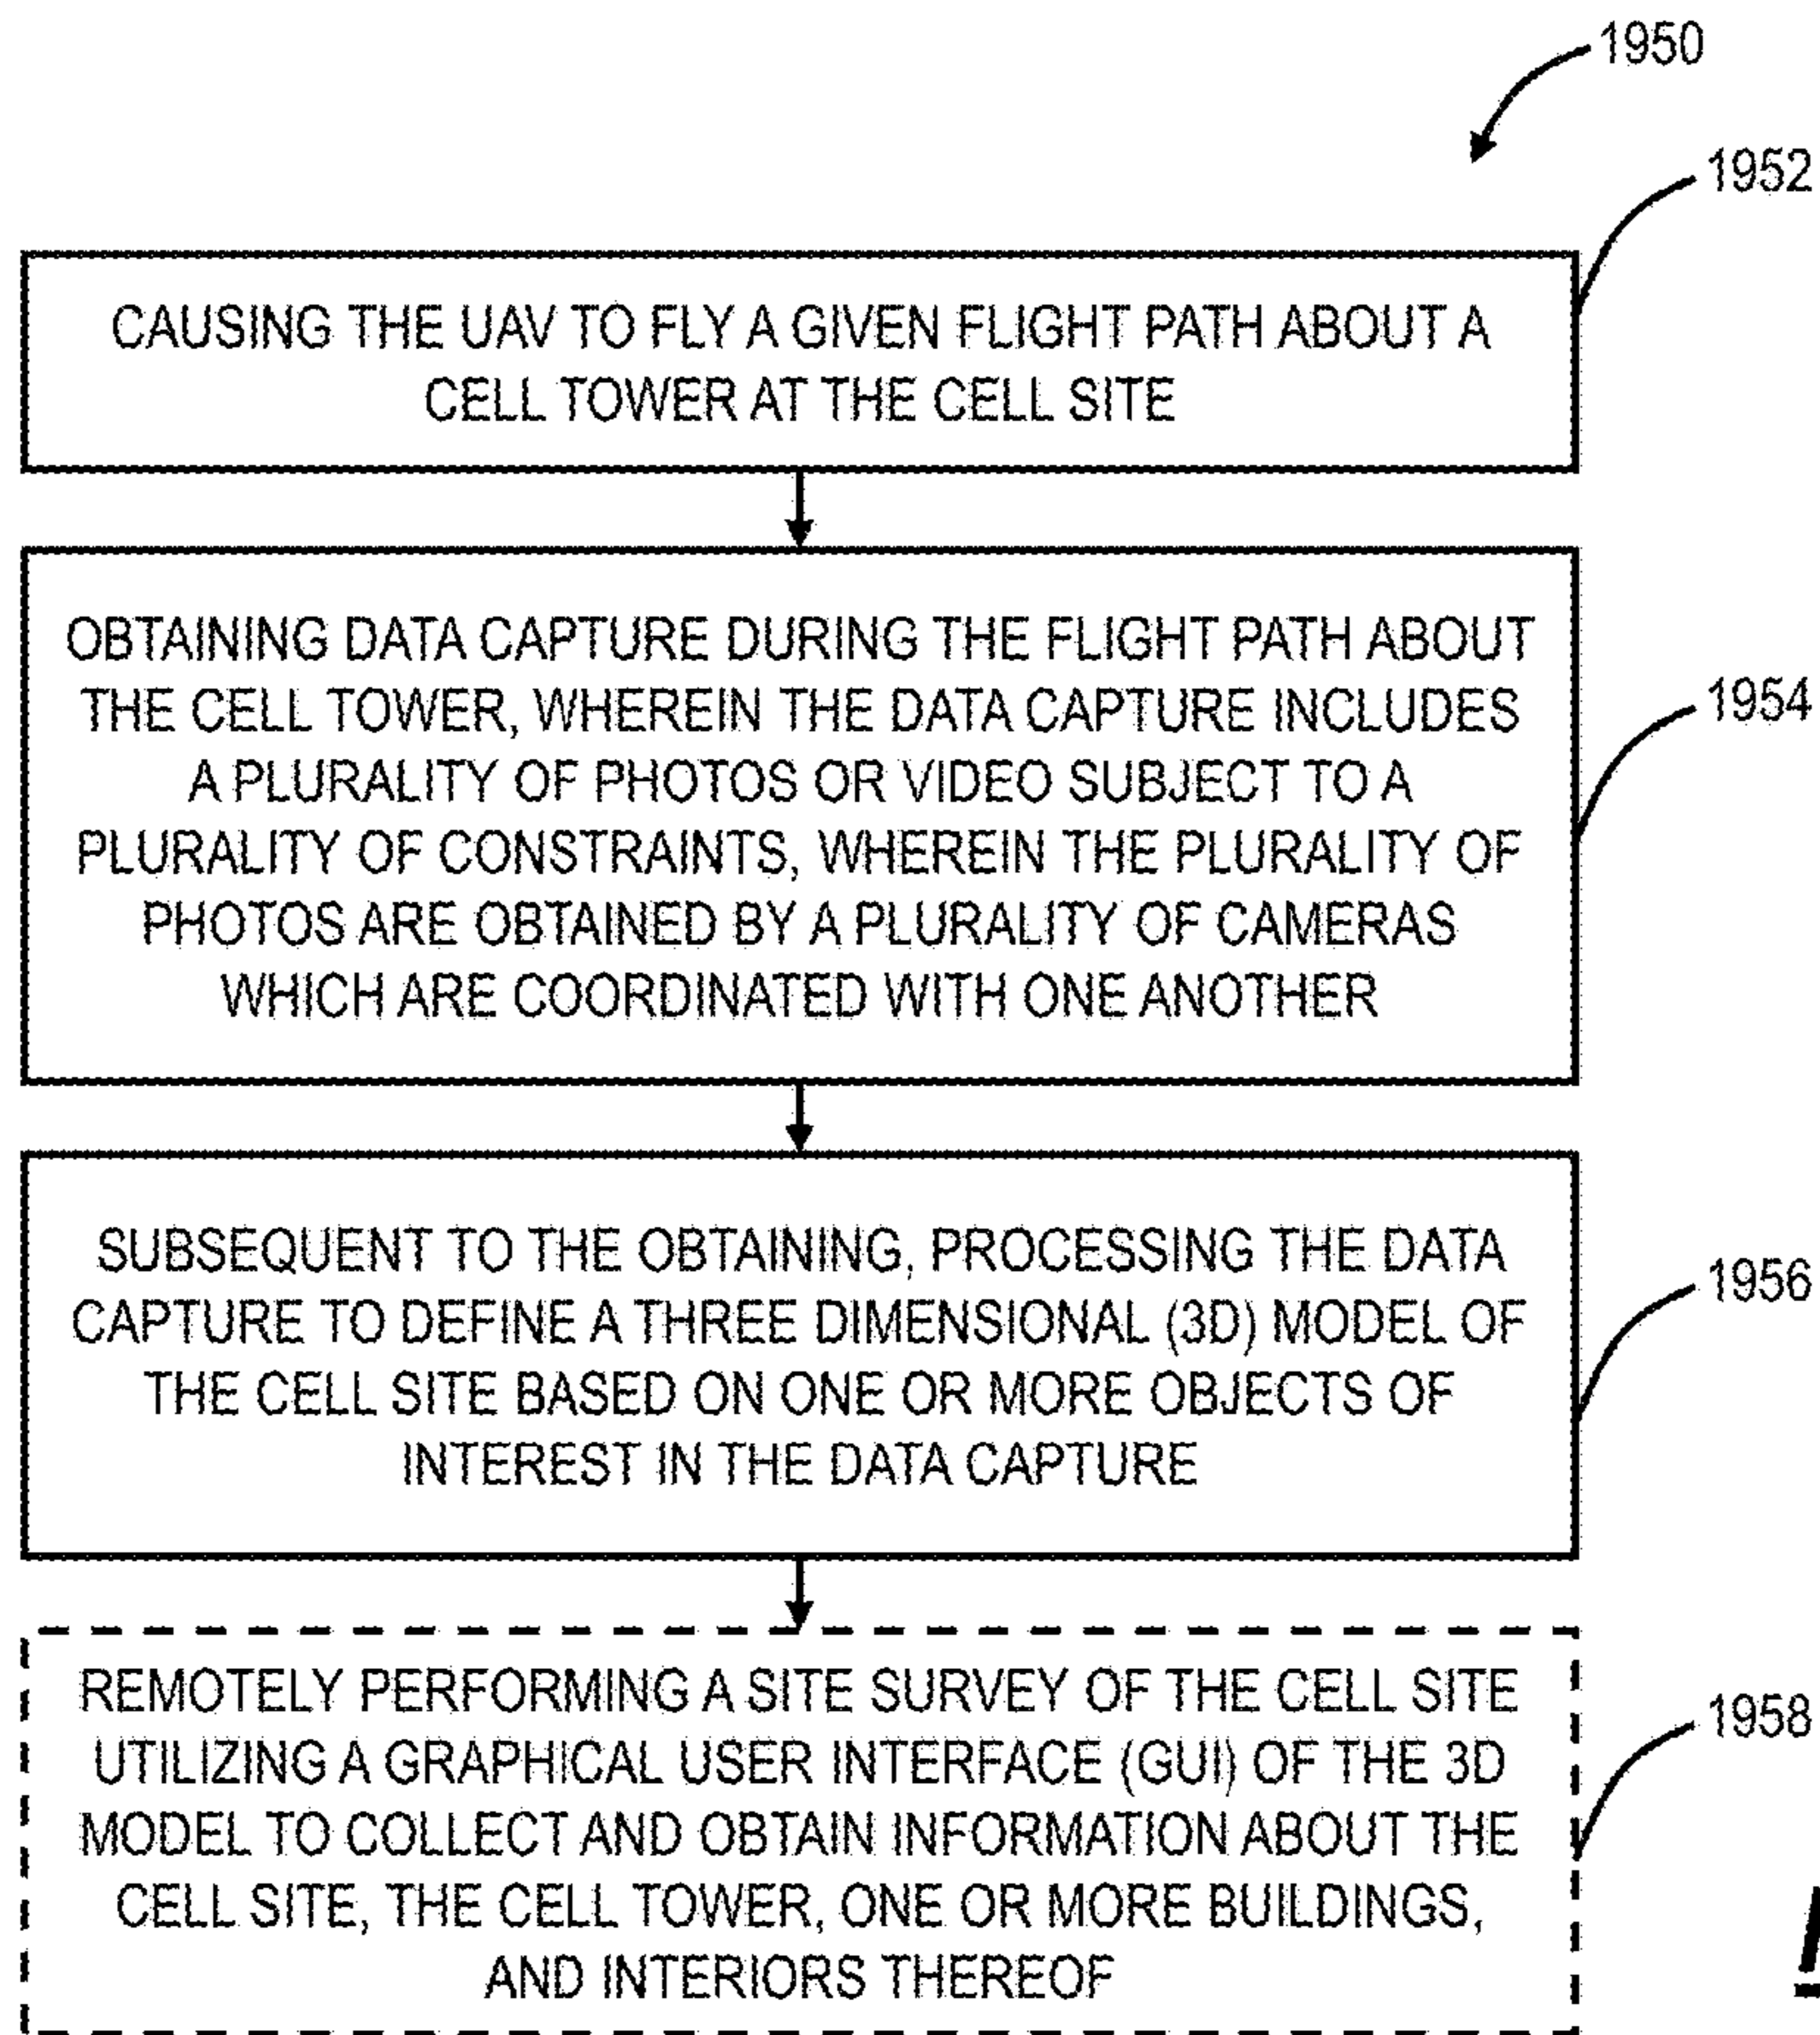 1950
1952
CAUSING THE UAV TO FLY A GIVEN FLIGHT PATH ABOUT A
CELL TOWER AT THE CELL SITE
OBTAINING DATA CAPTURE DURING THE FLIGHT PATH ABOUT
THE CELL TOWER, WHEREIN THE DATA CAPTURE INCLUDES
A PLURALITY OF PHOTOS OR VIDEO SUBJECT TO A
PLURALITY OF CONSTRAINTS, WHEREIN THE PLURALITY OF
PHOTOS ARE OBTAINED BY A PLURALITY OF CAMERAS
WHICH ARE COORDINATED WITH ONE ANOTHER
1954
SUBSEQUENT TO THE OBTAINING, PROCESSING THE DATA
CAPTURE TO DEFINE A THREE DIMENSIONAL (3D) MODEL OF
THE CELL SITE BASED ON ONE OR MORE OBJECTS OF
INTEREST IN THE DATA CAPTURE
1956
REMOTELY PERFORMING A SITE SURVEY OF THE CELL SITE
UTILIZING A GRAPHICAL USER INTERFACE (GUI) OF THE 3D
MODEL TO COLLECT AND OBTAIN INFORMATION ABOUT THE
CELL SITE, THE CELL TOWER, ONE OR MORE BUILDINGS,
AND INTERIORS THEREOF
1958